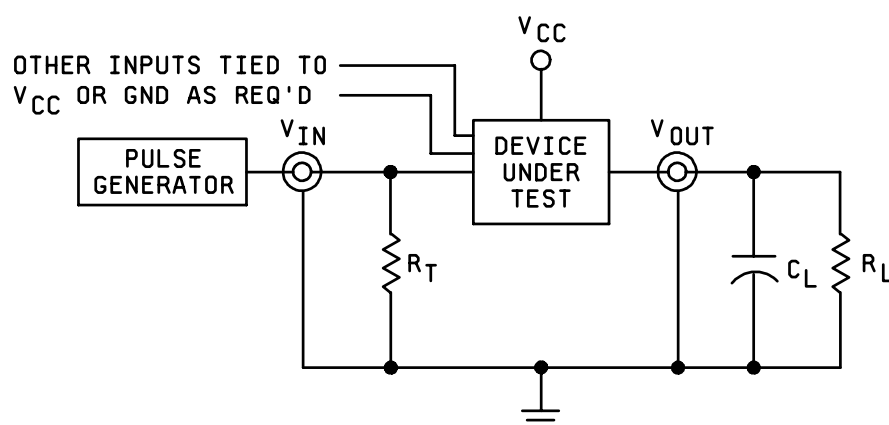 VCC
OTHER INPUTS TIED TO
VCC OR GND AS REQ'D
VIN
VOUT
PULSE
GENERATOR
DEVICE
UNDER
TEST
RT
CL
RL